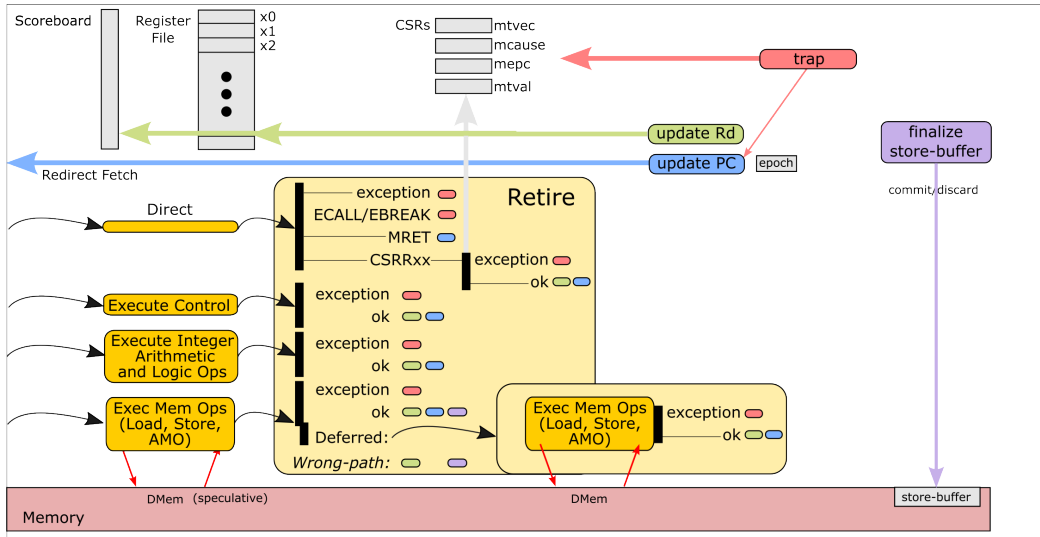 Scoreboard
Register
File
x0
x1
x2
CSRs
mtvec
mcause
mepc
mtval
trap
update Rd
finalize
store-buffer
update PC
epoch
Redirect Fetch
commit/discard
Retire
Direct
exception
ECALL/EBREAK
MRET
CSRRxx
exception
ok
Execute Control
exception
ok
Execute Integer
Arithmetic
and Logic Ops
exception
ok
Exec Mem Ops
(Load, Store,
AMO)
exception
ok
Deferred:
Wrong-path:
Exec Mem Ops
(Load, Store,
AMO)
exception
ok
DMem (speculative)
DMem
store-buffer
Memory